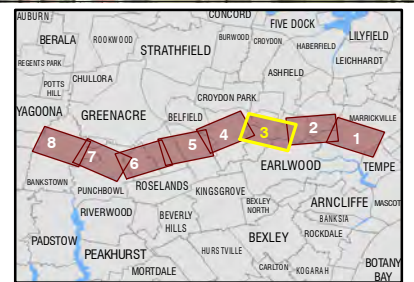 AUBURN
CONCORD
FIVE DOCK
LILYFIELD
BERALA
ROOKWOOD
STRATHFIELD
BURWOOD
CROYDON
HABERFIELD
REGENTS PARK
CHULLORA
ASHFIELD
LEICHHARDT
POTTS
HILL
CROYDON PARK
YAGOONA
GREENACRE
BELFIELD
MARRICKVILLE
8
7
6
5
4
3
2
1
EARLWOOD
TEMPE
BANKSTOWN
PUNCHBOWL
ROSELANDS
KINGSGROVE
RIVERWOOD
BEVERLY
HILLS
BEXLEY
NORTH
ARNCLIFFE
MASCOT
BANKSIA
ROCKDALE
PADSTOW
PEAKHURST
HURSTVILLE
BEXLEY
MORTDALE
CARLTON
KOGARAH
BOTANY
BAY